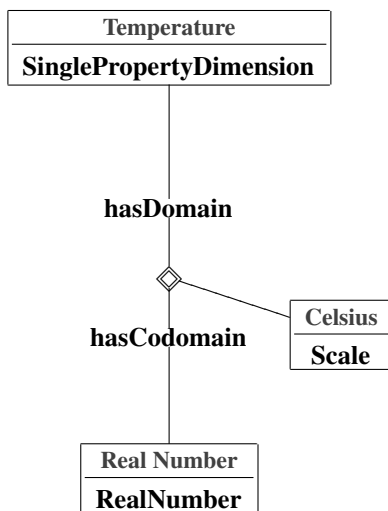 Temperature
SinglePropertyDimension
hasDomain
Celsius
Scale
hasCodomain
Real Number
RealNumber